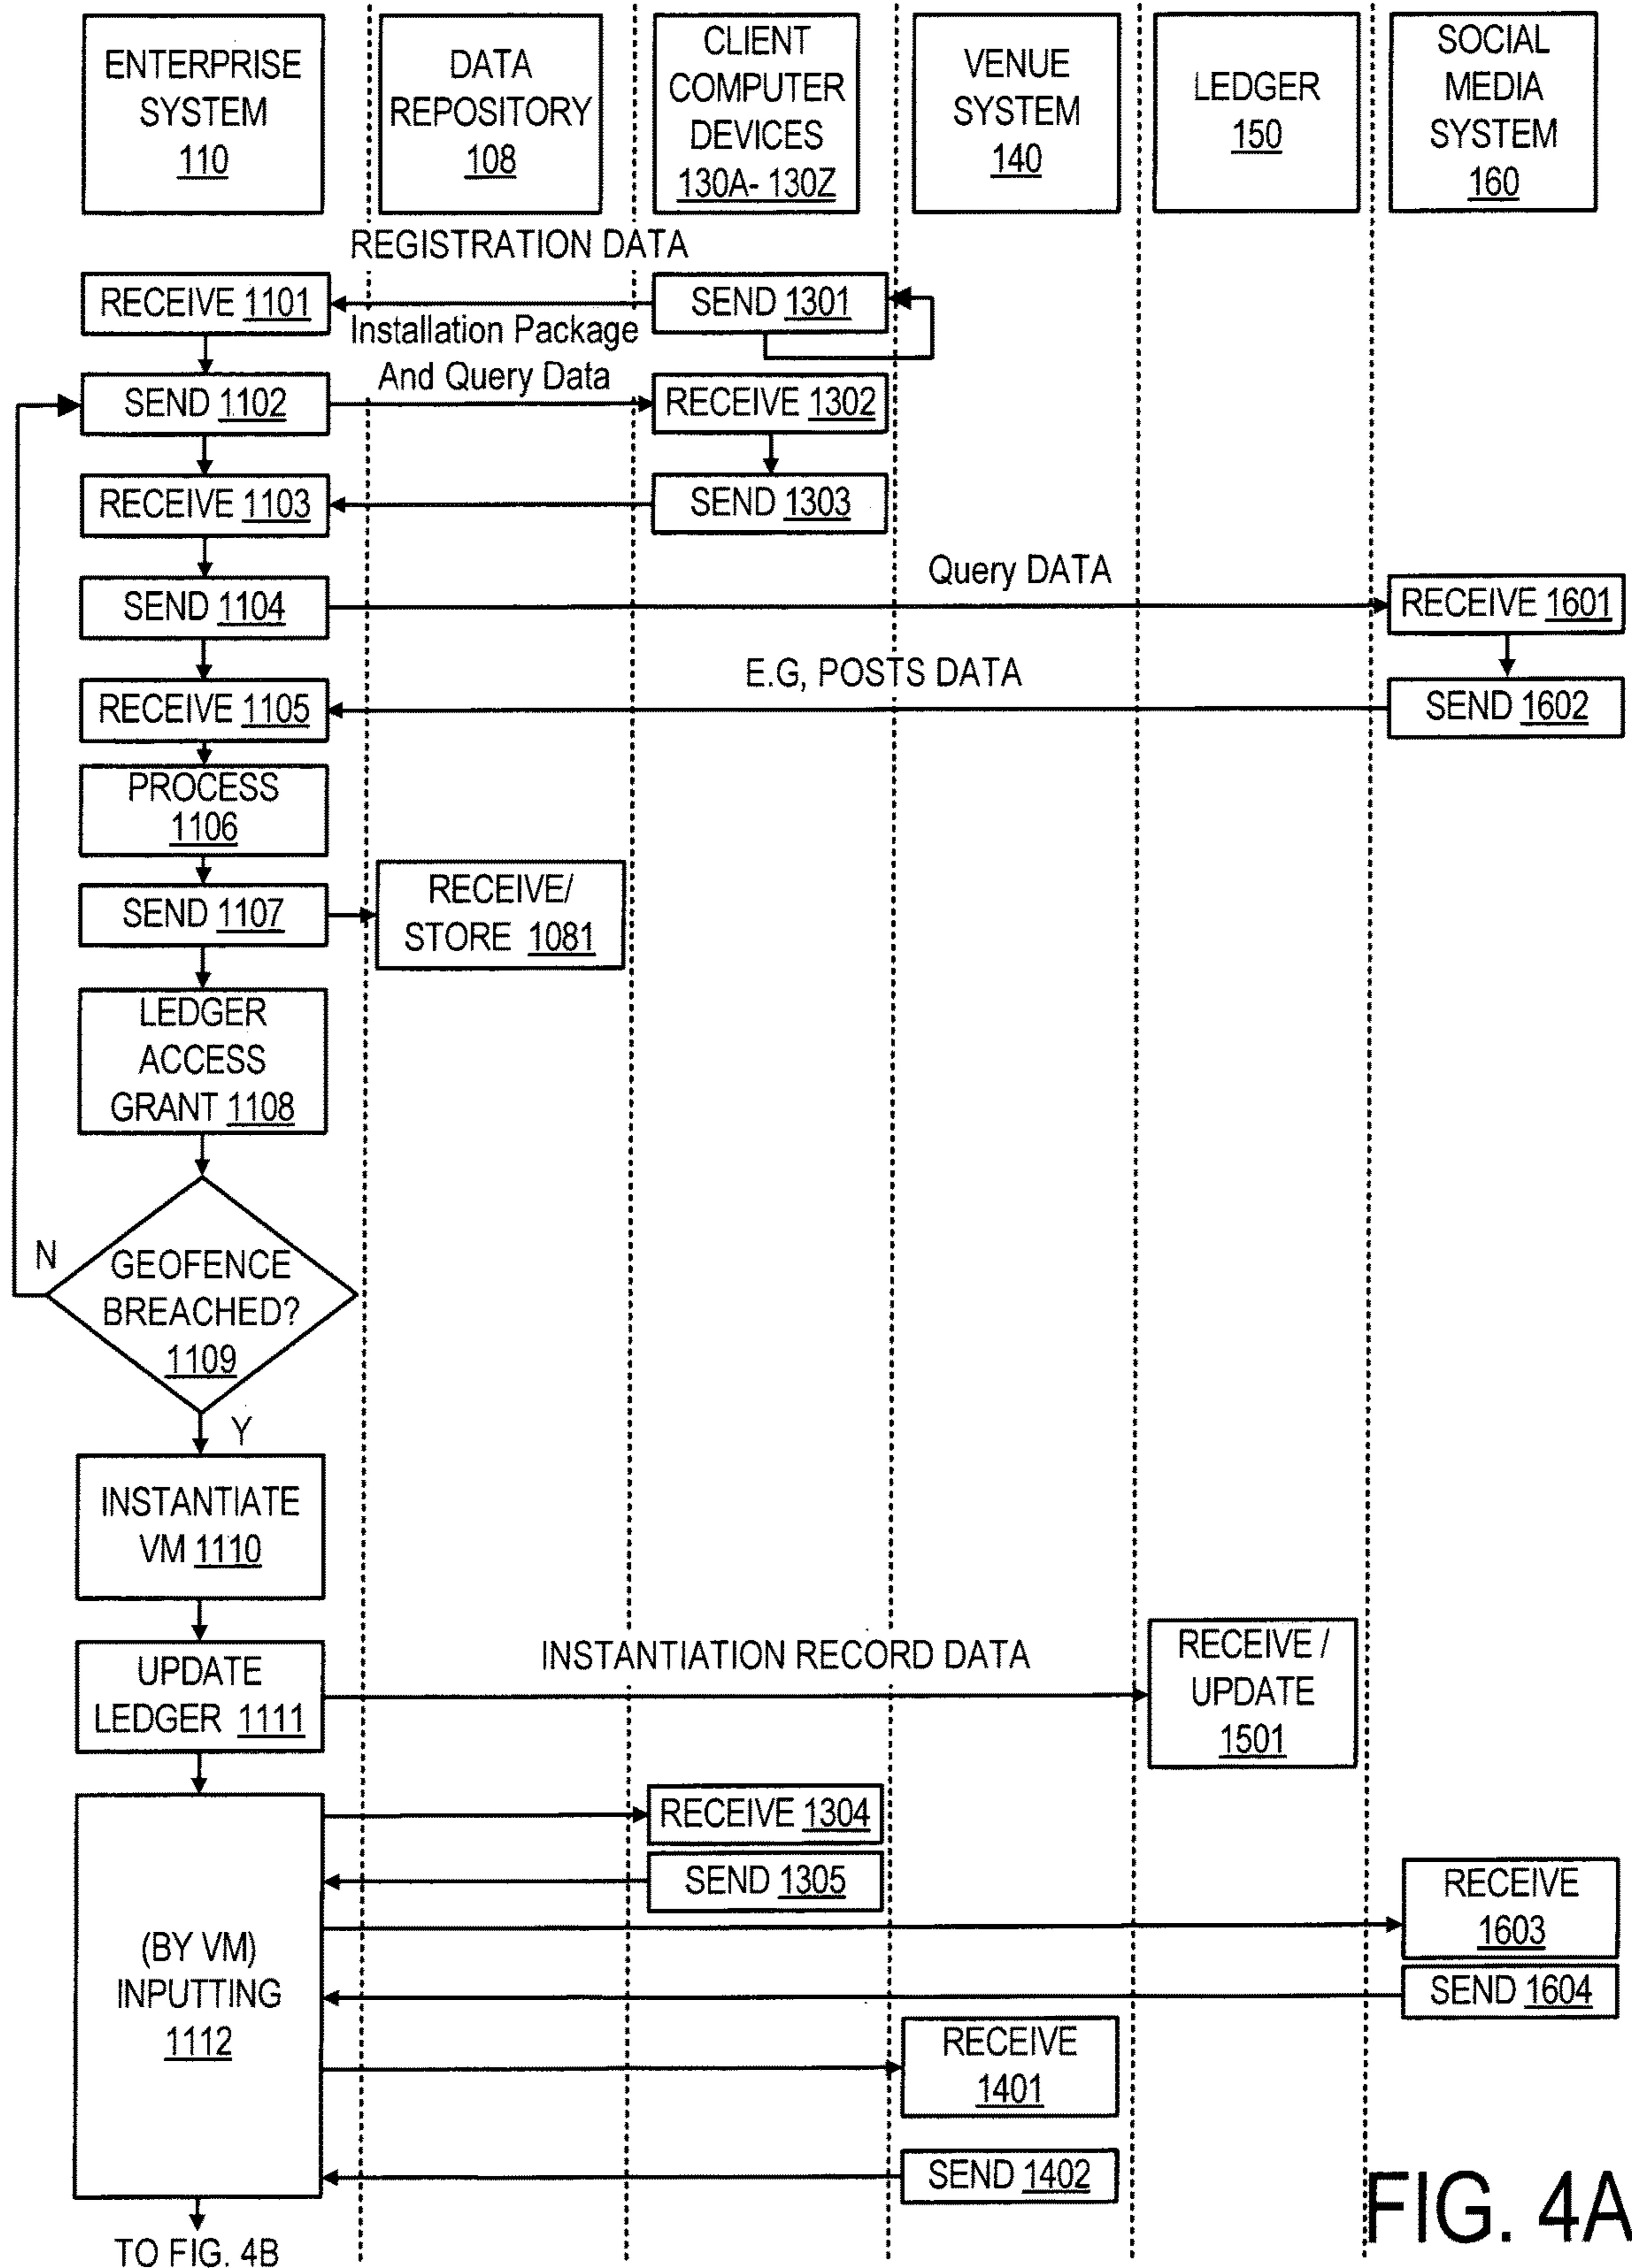 ENTERPRISE
SYSTEM
110
DATA
REPOSITORY
108
CLIENT
COMPUTER
DEVICES
130A- 130Z
VENUE
SYSTEM
140
LEDGER
150
SOCIAL
MEDIA
SYSTEM
160
REGISTRATION DATA
RECEIVE 1101
SEND 1301
Installation Package
And Query Data
SEND 1102
RECEIVE 1302
RECEIVE 1103
SEND 1303
Query DATA
SEND 1104
RECEIVE 1601
E.G, POSTS DATA
RECEIVE 1105
SEND 1602
PROCESS
1106
SEND 1107
RECEIVE/
STORE 1081
LEDGER
ACCESS
GRANT 1108
N
GEOFENCE
BREACHED?
1109
Y
INSTANTIATE
VM 1110
UPDATE
LEDGER 1111
INSTANTIATION RECORD DATA
RECEIVE /
UPDATE
1501
RECEIVE 1304
SEND 1305
RECEIVE
1603
(BY VM)
INPUTTING
1112
SEND 1604
RECEIVE
1401
SEND 1402
TO FIG. 4B
FIG. 4A